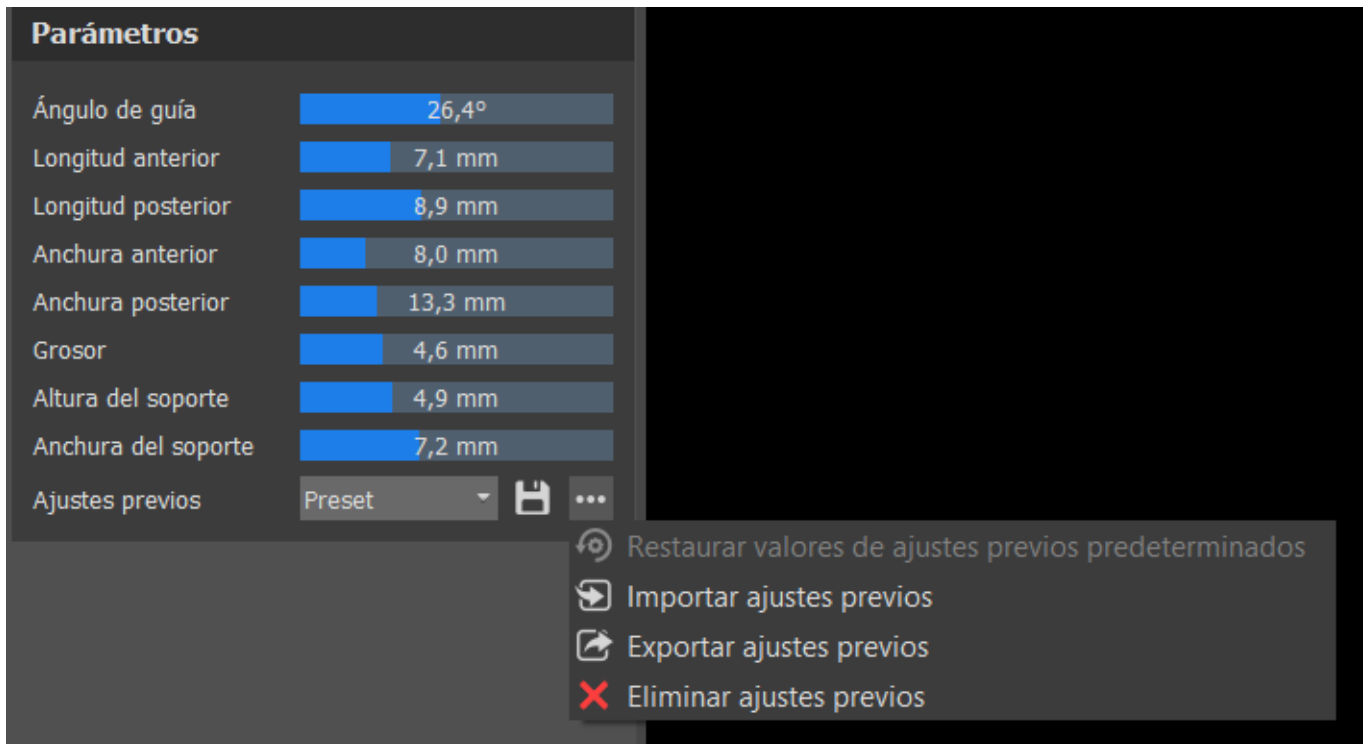 Parámetros
Ángulo de guía 26,4º
Longitud anterior 7,1 mm
Longitud posterior 8,9 mm
Anchura anterior 8,0 mm
Anchura posterior 13,3 mm
Grosor 4,6 mm
Altura del soporte 4,9 mm
Anchura del soporte 7,2 mm
Ajustes previos Preset
Restaurar valores de ajustes previos predeterminados
Importar ajustes previos
Exportar ajustes previos
Eliminar ajustes previos